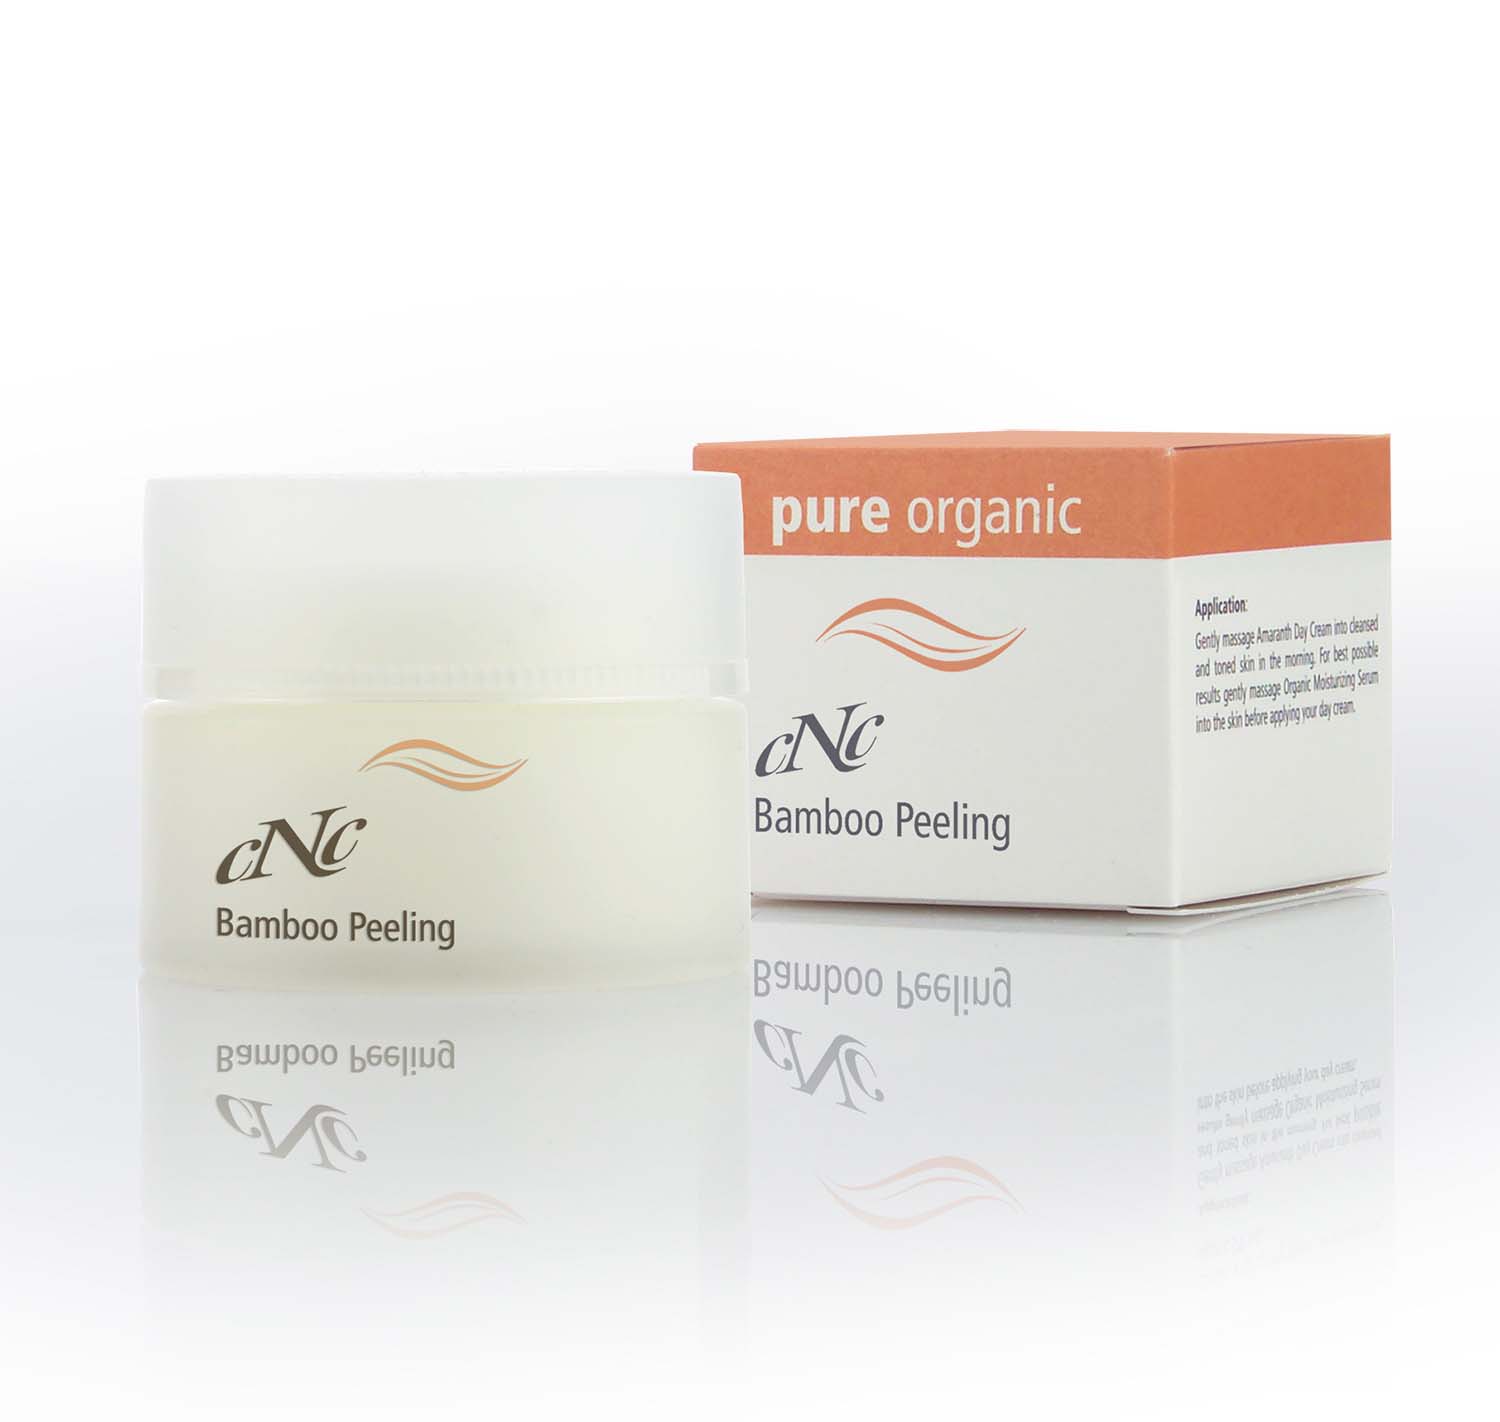 cNc
Bamboo Peeling
pure organic
cNc
Bamboo Peeling
Application:
Gently massage Amaranth Day Cream into cleansed
and toned skin in the morning. For best possible
results gently massage Organic Moisturizing Serum
into the skin before applying your day cream.